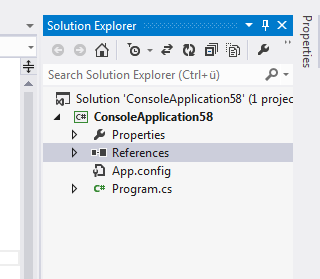 Solution Explorer
Search Solution Explorer (Ctrl+ü)
Solution 'ConsoleApplication58' (1 projec
C# ConsoleApplication58
Properties
References
App.config
C# Program.cs
Properties